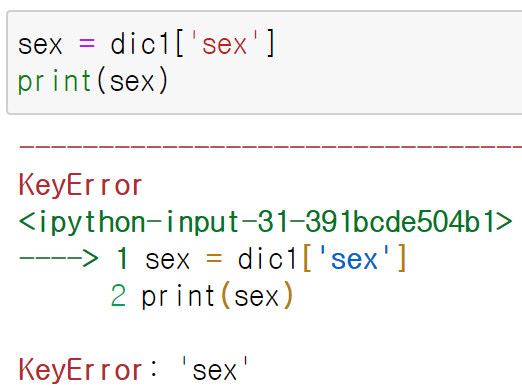 sex = dic1['sex']
print(sex)
---------------------------------
KeyError
<ipython-input-31-391bcde504b1>
----> 1 sex = dic1['sex']
      2 print(sex)
KeyError: 'sex'